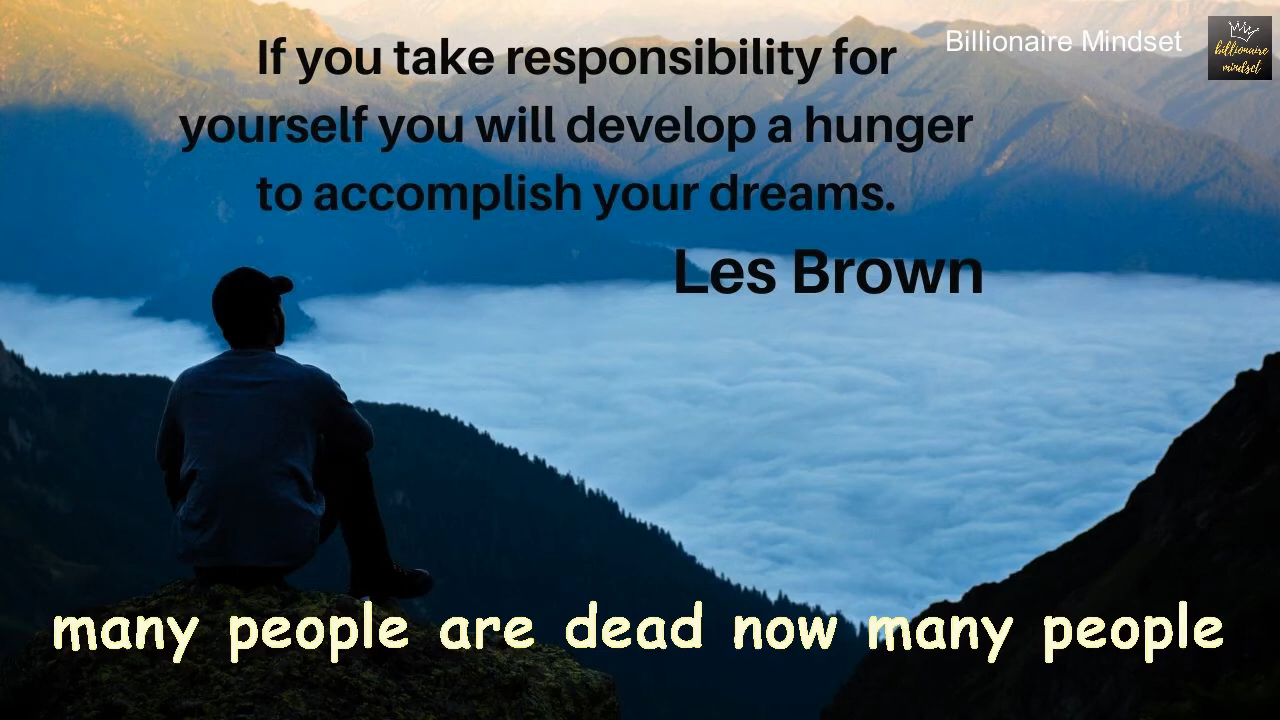 If you take responsibility for
Billionaire Mindset
billionaire
mindset
yourself you will develop a hunger
to accomplish your dreams.
Les Brown
many people are dead now many people